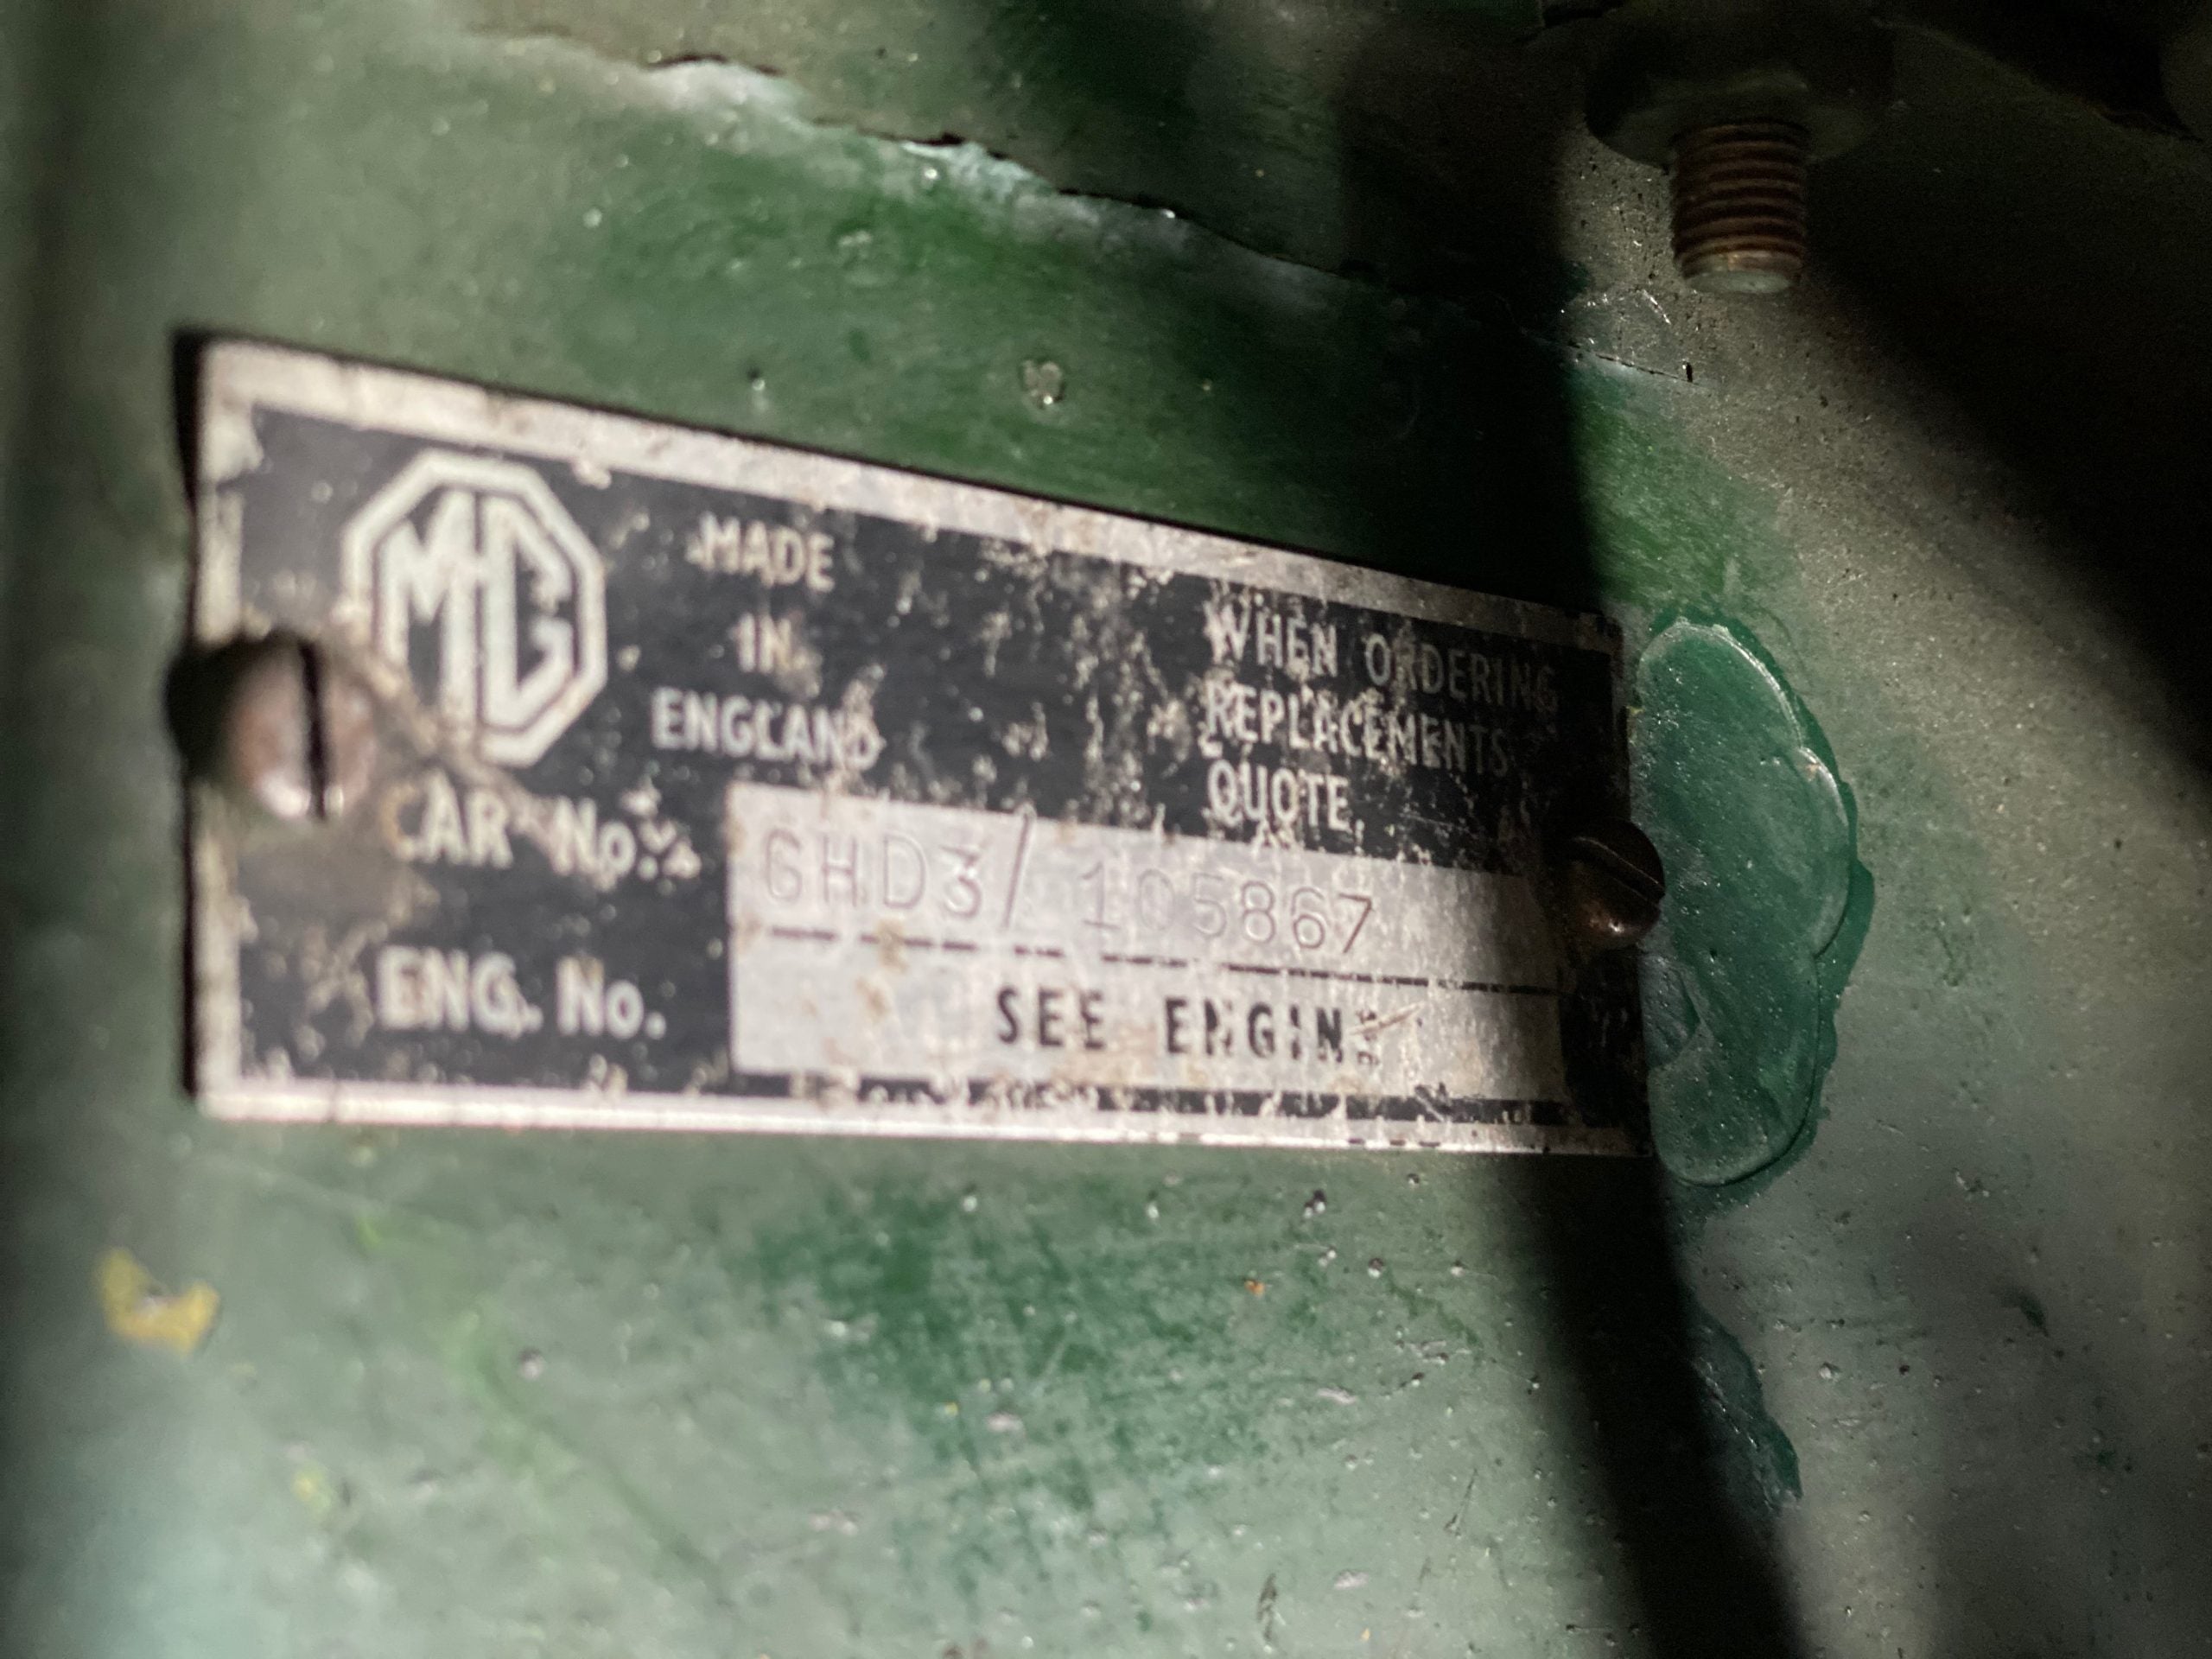 MG
MADE
IN
ENGLAND
WHEN ORDERING
REPLACEMENTS
QUOTE
CAR No.
GHD3/ 105867
ENG. No.
SEE ENGINE